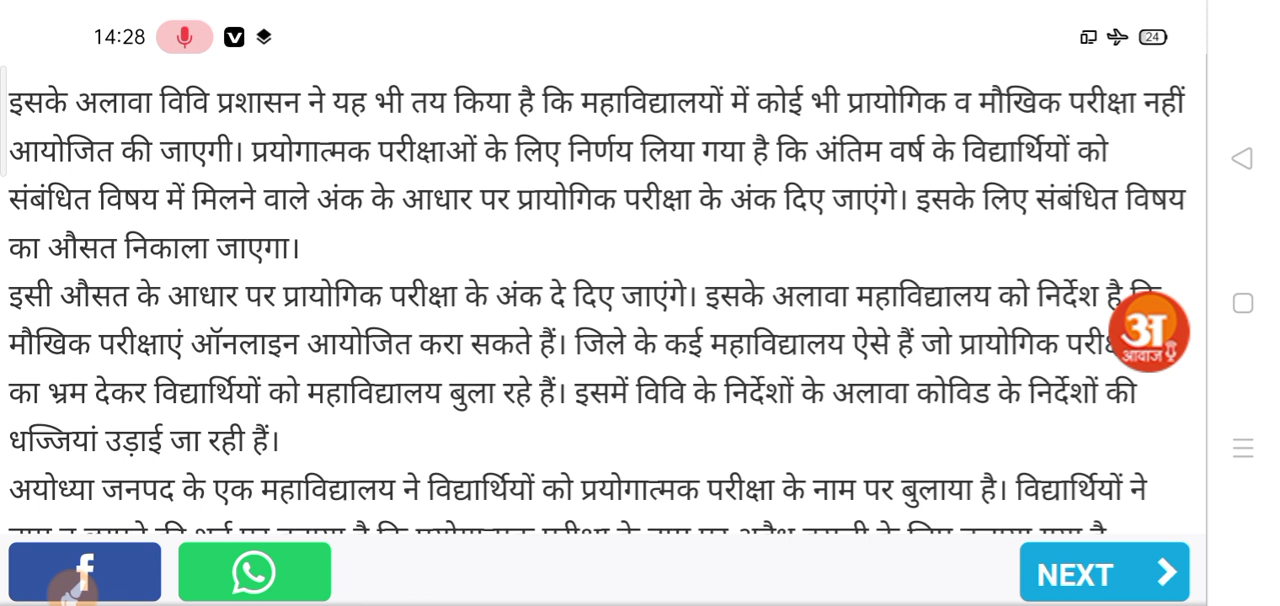 14:28
24
इसके अलावा विवि प्रशासन ने यह भी तय किया है कि महाविद्यालयों में कोई भी प्रायोगिक व मौखिक परीक्षा नहीं
आयोजित की जाएगी। प्रयोगात्मक परीक्षाओं के लिए निर्णय लिया गया है कि अंतिम वर्ष के विद्यार्थियों को
संबंधित विषय में मिलने वाले अंक के आधार पर प्रायोगिक परीक्षा के अंक दिए जाएंगे। इसके लिए संबंधित विषय
का औसत निकाला जाएगा।
इसी औसत के आधार पर प्रायोगिक परीक्षा के अंक दे दिए जाएंगे। इसके अलावा महाविद्यालय को निर्देश है
मौखिक परीक्षाएं ऑनलाइन आयोजित करा सकते हैं। जिले के कई महाविद्यालय ऐसे हैं जो प्रायोगिक
अ
आवाज
का भ्रम देकर विद्यार्थियों को महाविद्यालय बुला रहे हैं। इसमें विवि के निर्देशों के अलावा कोविड के निर्देशों की
धज्जियां उड़ाई जा रही हैं।
अयोध्या जनपद के एक महाविद्यालय ने विद्यार्थियों को प्रयोगात्मक परीक्षा के नाम पर बुलाया है। विद्यार्थियों ने
NEXT